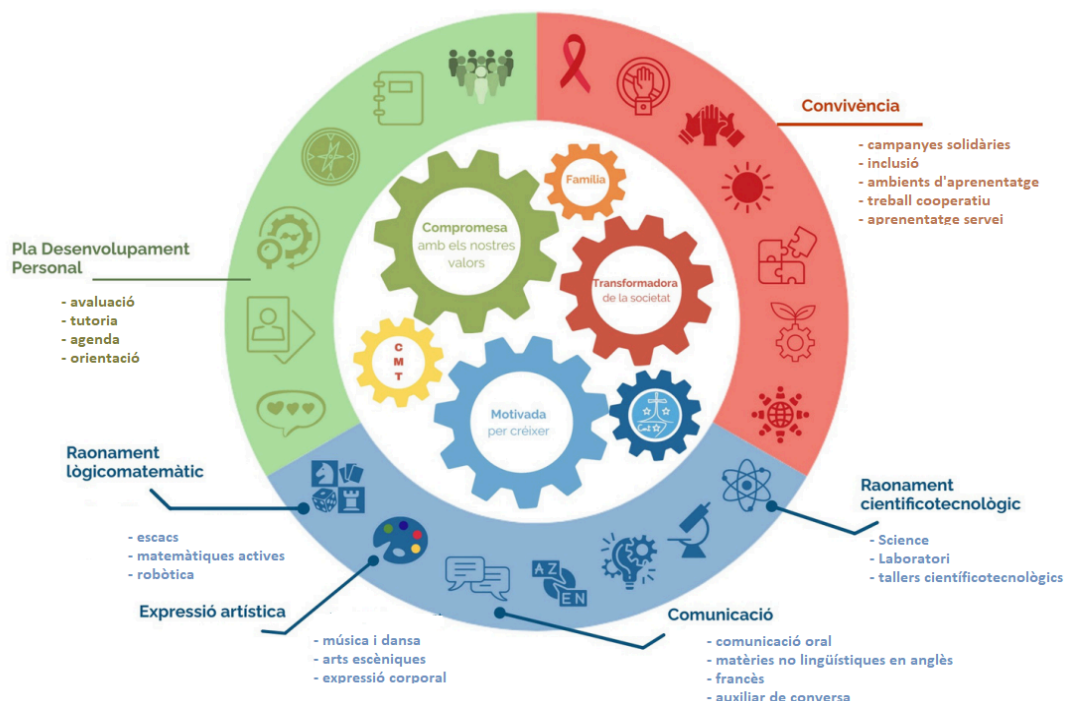 Convivència
- campanyes solidàries
- inclusió
- ambients d'aprenentatge
- treball cooperatiu
- aprenentatge servei
Família
Compromesa
amb els nostres
valors
Transformadora
de la societat
Pla Desenvolupament
Personal
- avaluació
- tutoria
- agenda
- orientació
C
M
T
Motivada
per créixer
Raonament
lògicomatemàtic
- escacs
- matemàtiques actives
- robòtica
Raonament
cientificotecnològic
- Science
- Laboratori
- tallers científicotecnològics
A Z
E N
Expressió artística
- música i dansa
- arts escèniques
- expressió corporal
Comunicació
- comunicació oral
- matèries no lingüístiques en anglès
- francès
- auxiliar de conversa